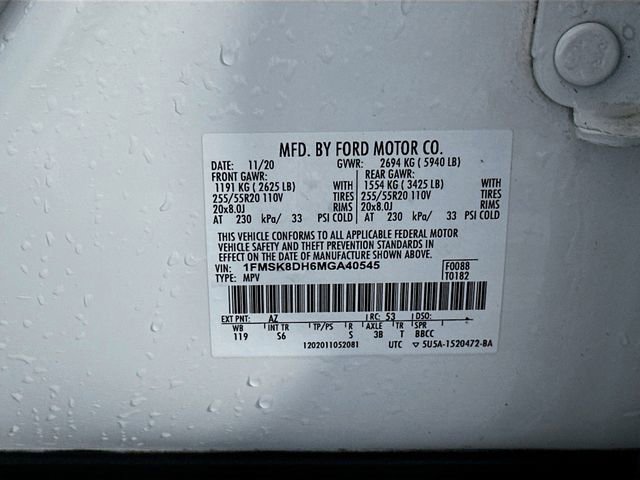 MFD. BY FORD MOTOR CO.
DATE: 11/20 GVWR: 2694 KG ( 5940 LB)
FRONT GAWR: REAR GAWR:
1191 KG ( 2625 LB) WITH 1554 KG ( 3425 LB) WITH
255/55R20 110V TIRES 255/55R20 110V TIRES
20x8.0J RIMS 20x8.0J RIMS
AT 230 kPa/ 33 PSI COLD AT 230 kPa/ 33 PSI COLD
THIS VEHICLE CONFORMS TO ALL APPLICABLE FEDERAL MOTOR
VEHICLE SAFETY AND THEFT PREVENTION STANDARDS IN
EFFECT ON THE DATE OF MANUFACTURE SHOWN ABOVE.
VIN: 1FMSK8DH6MGA40545 F0088
TYPE: MPV T0182
EXT PNT: AZ RC: 53 DSO:
WB INT TR TP/PS R AXLE TR SPR
119 S6 S 3B T BBCC
1202011052081 UTC ▽ 5USA-1520472-BA